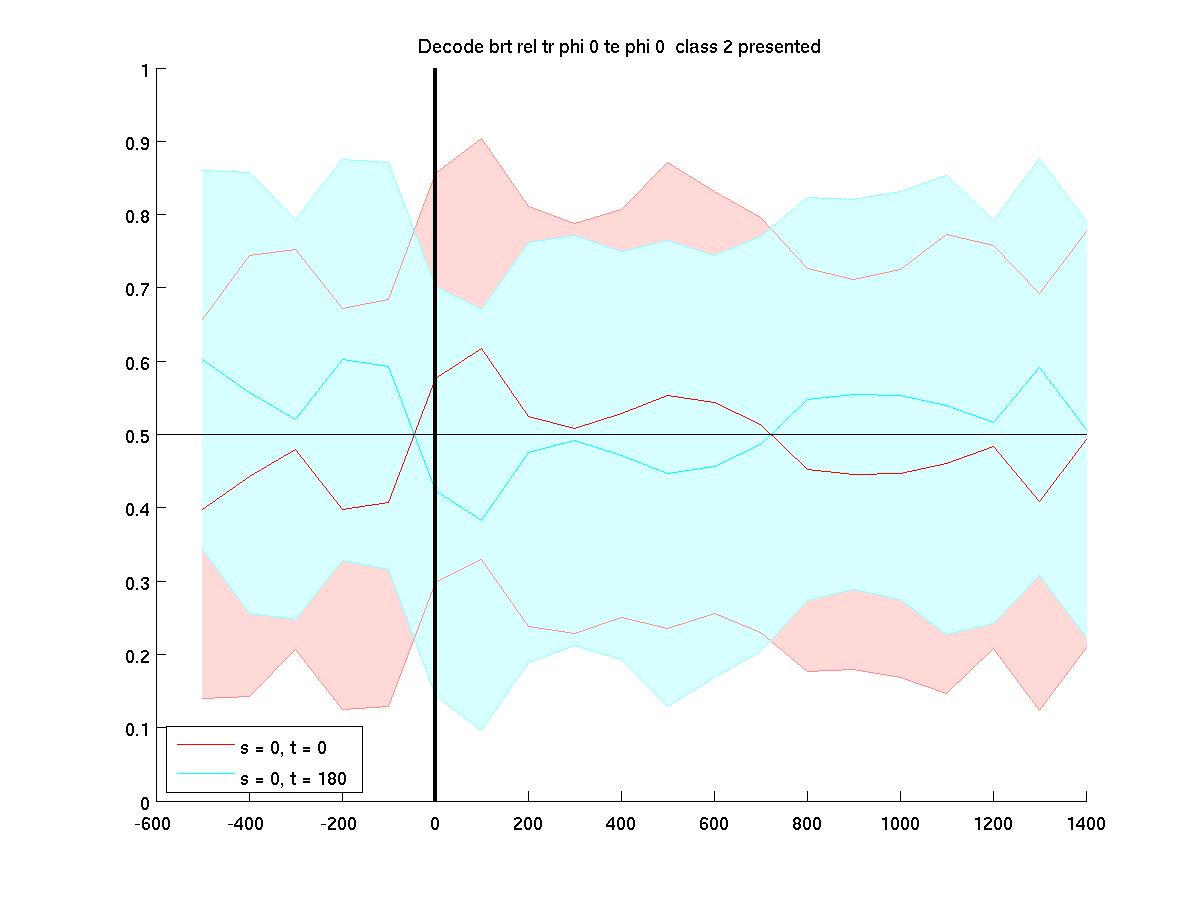 Decode brt rel tr phi 0 te phi 0  class 2 presented
1
0.9
0.8
0.7
0.6
0.5
0.4
0.3
0.2
0.1
0
s = 0, t = 0
s = 0, t = 180
-600 -400 -200 0 200 400 600 800 1000 1200 1400